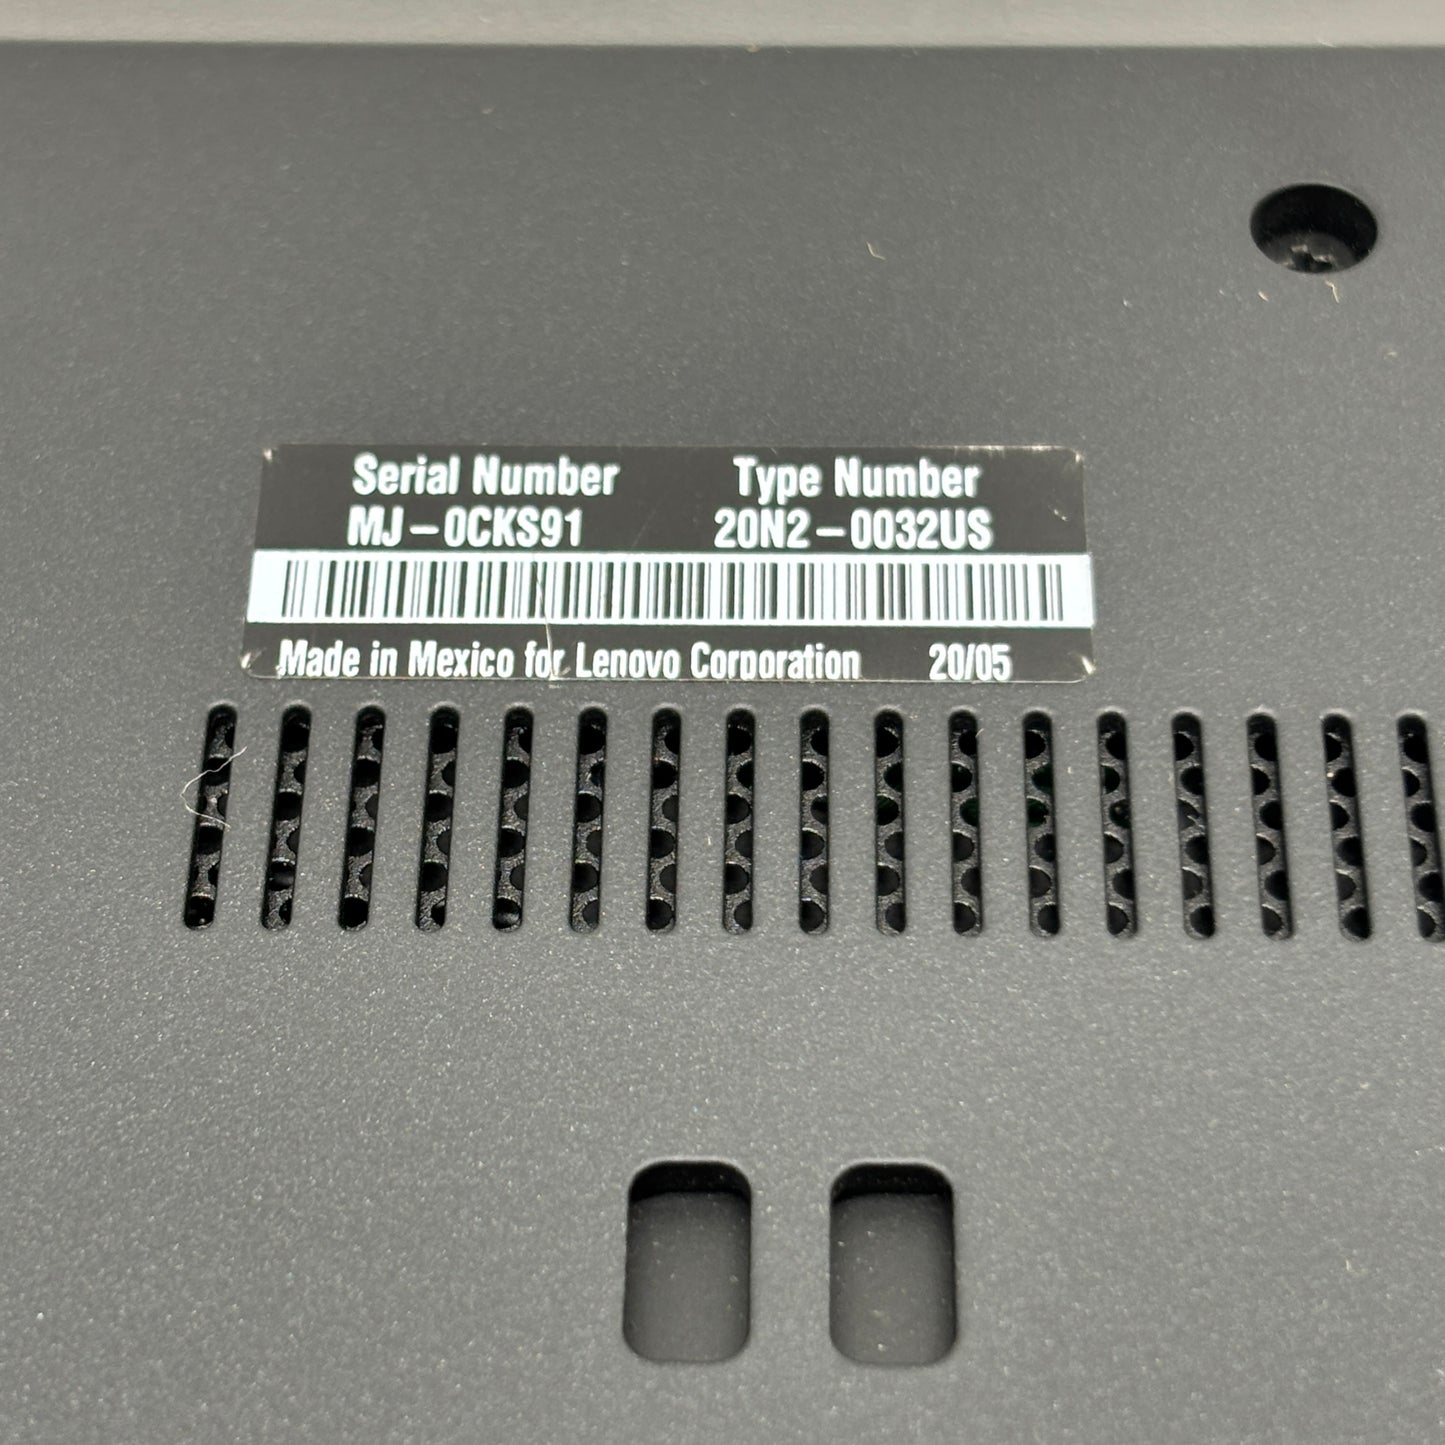 Serial Number Type Number
MJ-0CKS91 20N2-0032US
Made in Mexico for Lenovo Corporation 20/05